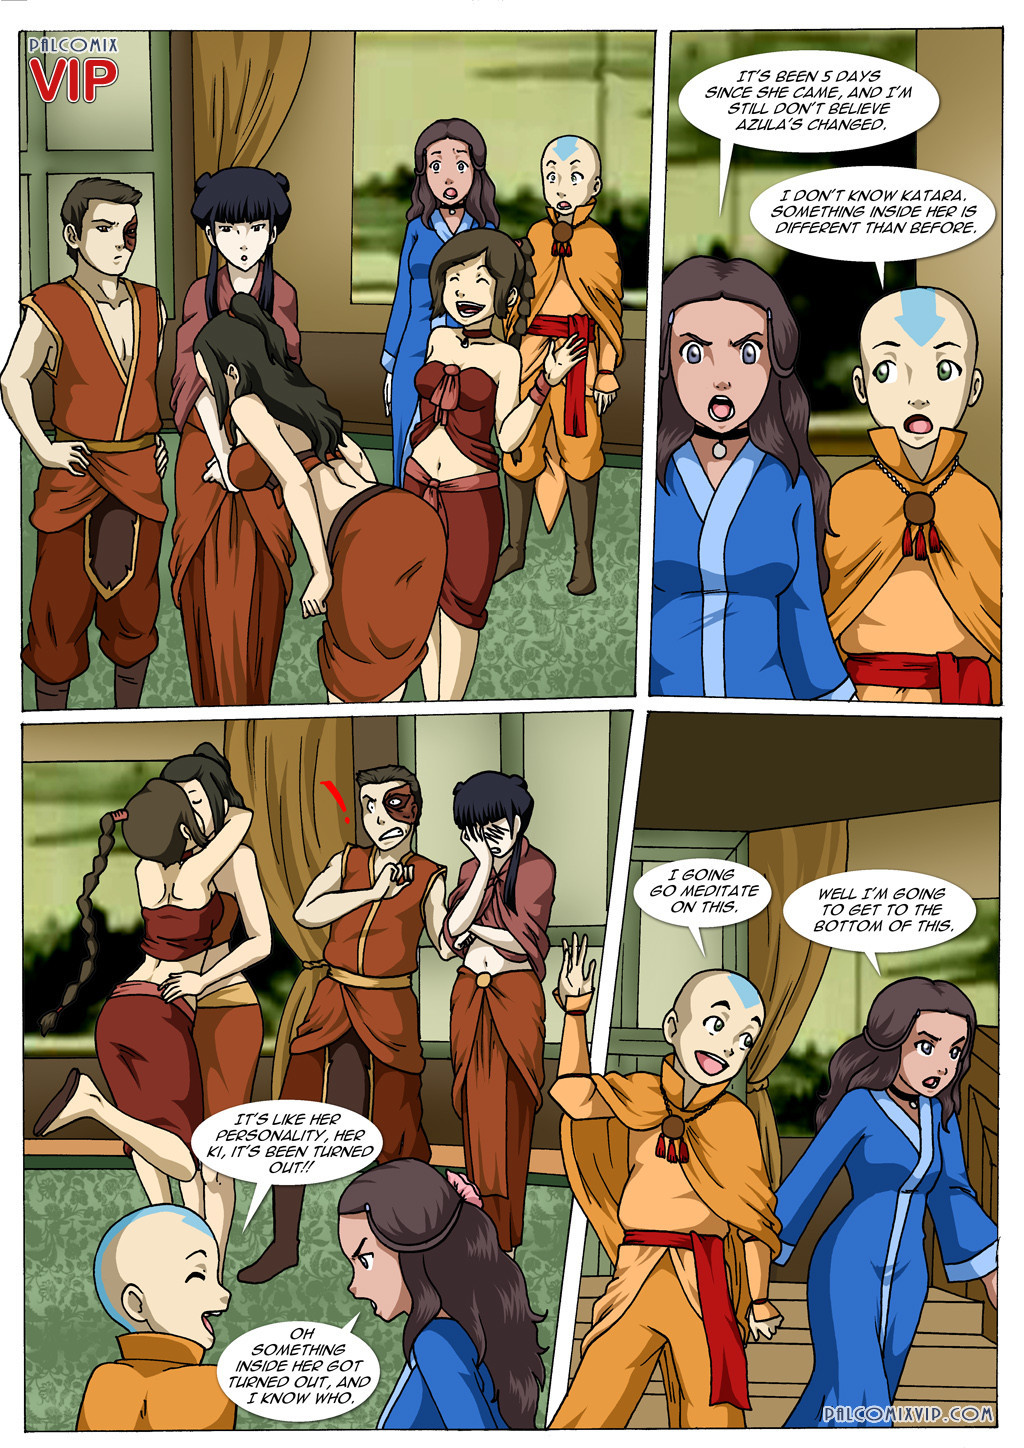 PALCOMIX
VIP
IT'S BEEN 5 DAYS
SINCE SHE CAME, AND I'M
STILL DON'T BELIEVE
AZULA'S CHANGED.
I DON'T KNOW KATARA.
SOMETHING INSIDE HER IS
DIFFERENT THAN BEFORE.
!
IT'S LIKE HER
PERSONALITY, HER
KI, IT'S BEEN TURNED
OUT!!
OH
SOMETHING
INSIDE HER GOT
TURNED OUT, AND
I KNOW WHO.
I GOING
GO MEDITATE
ON THIS.
WELL I'M GOING
TO GET TO THE
BOTTOM OF THIS.
PALCOMIXVIP.COM